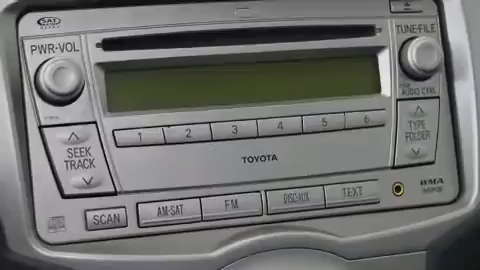 SAT
PWR·VOL
TUNE·FILE
AUDIO CTRL
1 2 3 4 5 6
SEEK
TRACK
TYPE
FOLDER
TOYOTA
SCAN
AM·SAT
FM
DISC·AUX
TEXT
WMA
MP3